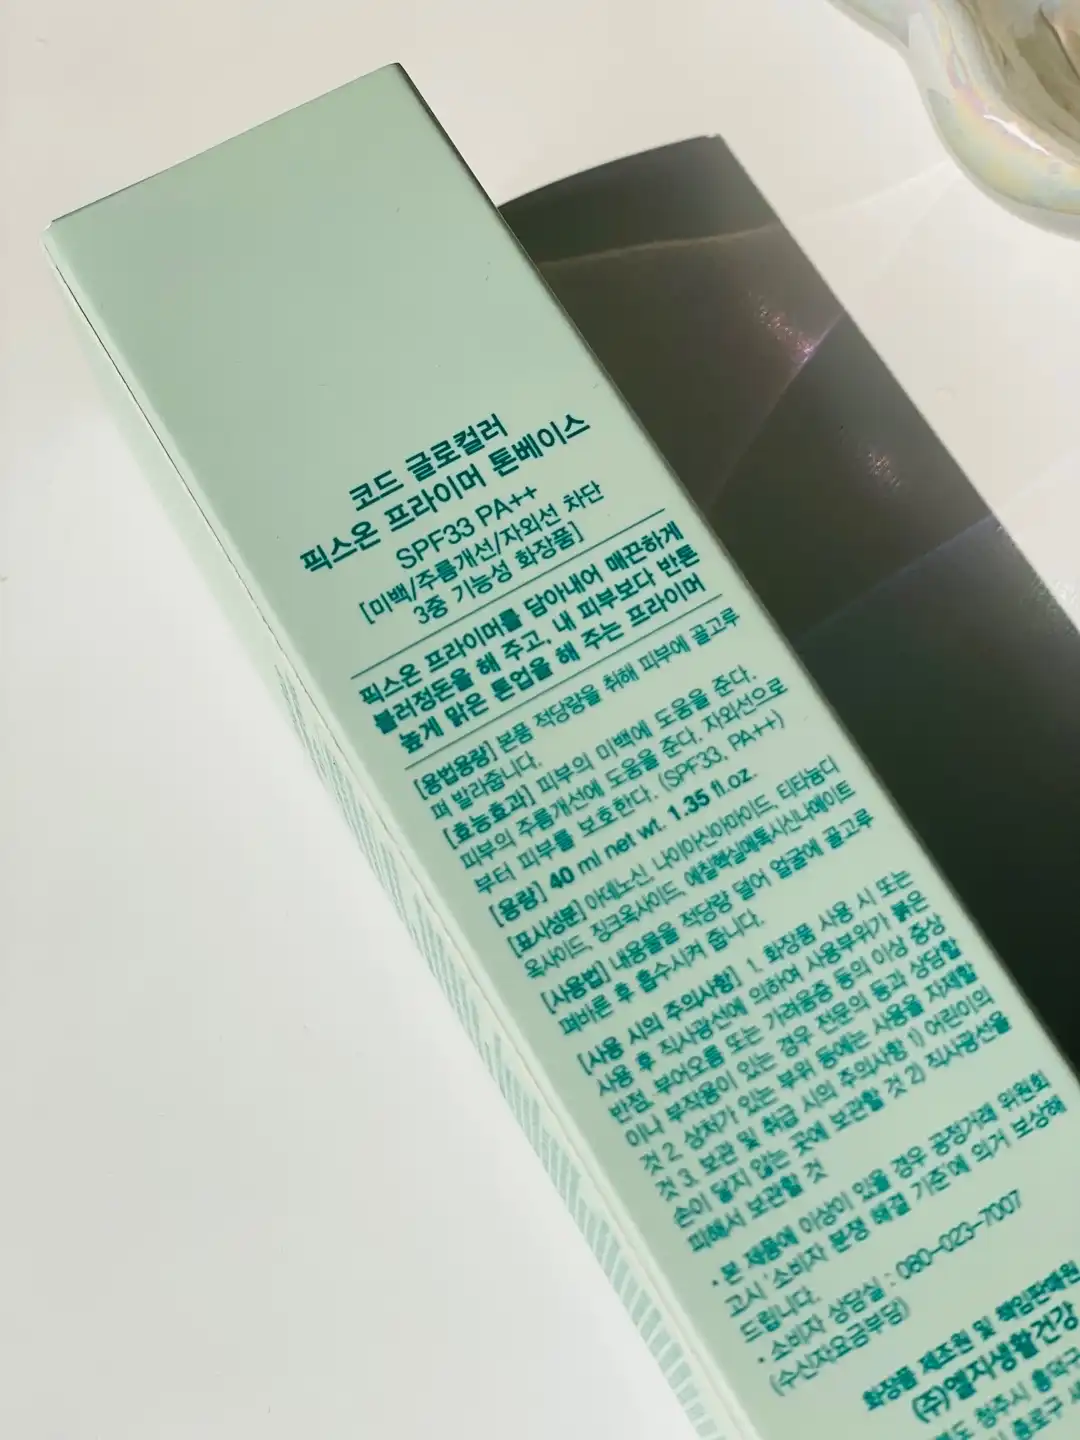 코드 글로컬러
픽스온 프라이머 톤베이스
SPF33 PA++
[미백/주름개선/자외선 차단
3중 기능성 화장품]
픽스온 프라이머를 담아내어 매끈하게
불러정돈을 해 주고, 내 피부보다 반톤
높게 맑은 톤업을 해 주는 프라이머
[용법용량] 본품 적당량을 취해 피부에 골고루
펴 발라줍니다.
[효능효과] 피부의 미백에 도움을 준다.
피부의 주름개선에 도움을 준다. 자외선으로
부터 피부를 보호한다. (SPF33, PA++)
[용량] 40 ml net wt. 1.35 fl.oz.
[표시성분] 아데노신, 나이아신아마이드, 티타늄디
옥사이드, 징크옥사이드, 에칠헥실메톡시신나메이트
[사용법] 내용물을 적당량 덜어 얼굴에 골고루
펴바른 후 흡수시켜 줍니다.
[사용 시의 주의사항] 1. 화장품 사용 시 또는
사용 후 직사광선에 의하여 사용부위가 붉은
반점, 부어오름 또는 가려움증 등의 이상 증상
이나 부작용이 있는 경우 전문의 등과 상담할
것 2. 상처가 있는 부위 등에는 사용을 자제할
것 3. 보관 및 취급 시의 주의사항 1) 어린이의
손이 닿지 않는 곳에 보관할 것 2) 직사광선을
피해서 보관할 것
• 본 제품에 이상이 있을 경우 공정거래 위원회
고시 '소비자 분쟁 해결 기준'에 의거 보상해
드립니다.
• 소비자 상담실 : 080-023-7007
(수신자요금부담)
화장품 제조원 및 책임판매원
(주)엘지생활건강
청주시 흥덕구
종로구